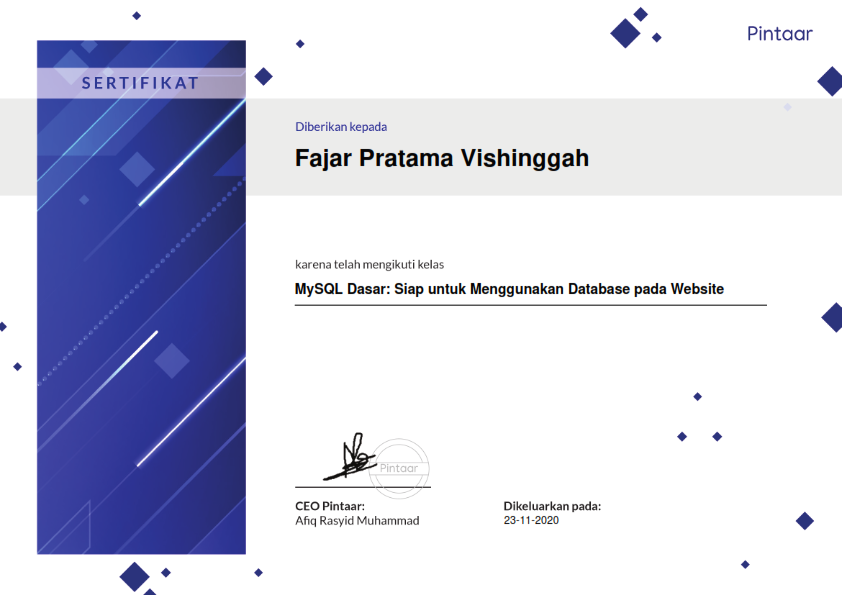 Pintaar
SERTIFIKAT
Diberikan kepada
Fajar Pratama Vishinggah
karena telah mengikuti kelas
MySQL Dasar: Siap untuk Menggunakan Database pada Website
Pintaar
CEO Pintaar:
Afiq Rasyid Muhammad
Dikeluarkan pada:
23-11-2020